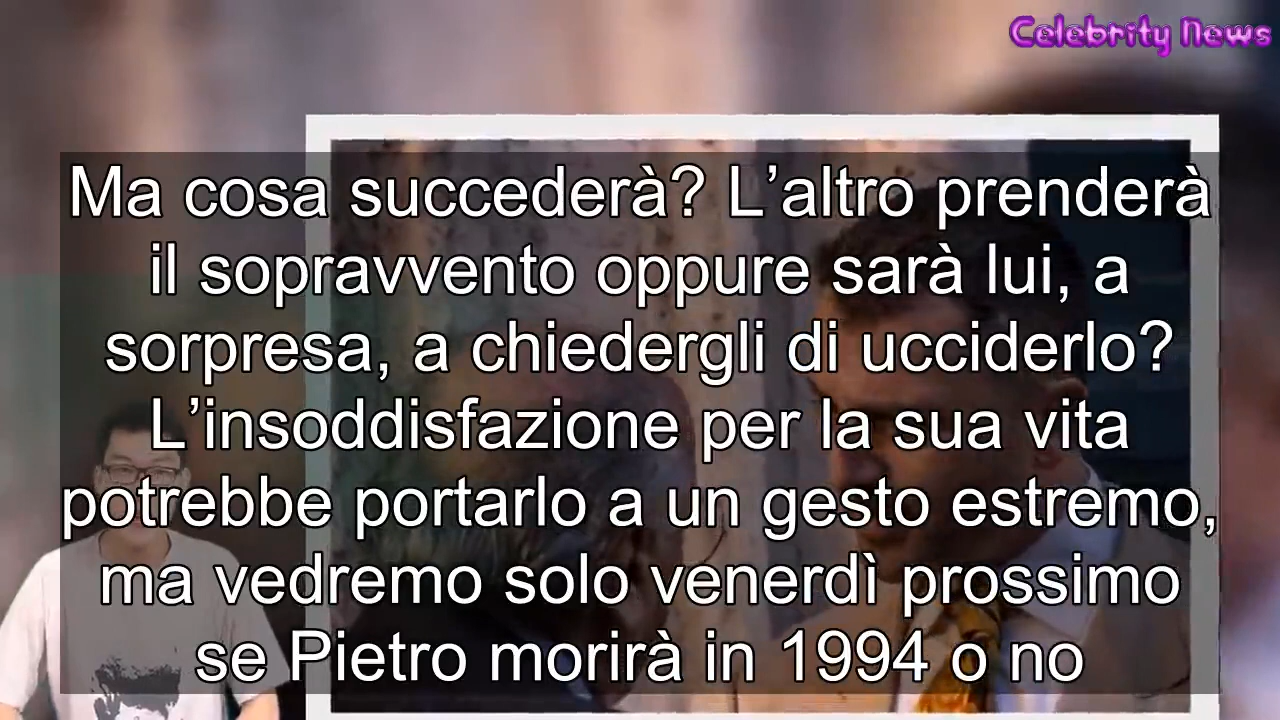 Celebrity News
Ma cosa succederà? L’altro prenderà
il sopravvento oppure sarà lui, a
sorpresa, a chiedergli di ucciderlo?
L’insoddisfazione per la sua vita
potrebbe portarlo a un gesto estremo,
ma vedremo solo venerdì prossimo
se Pietro morirà in 1994 o no